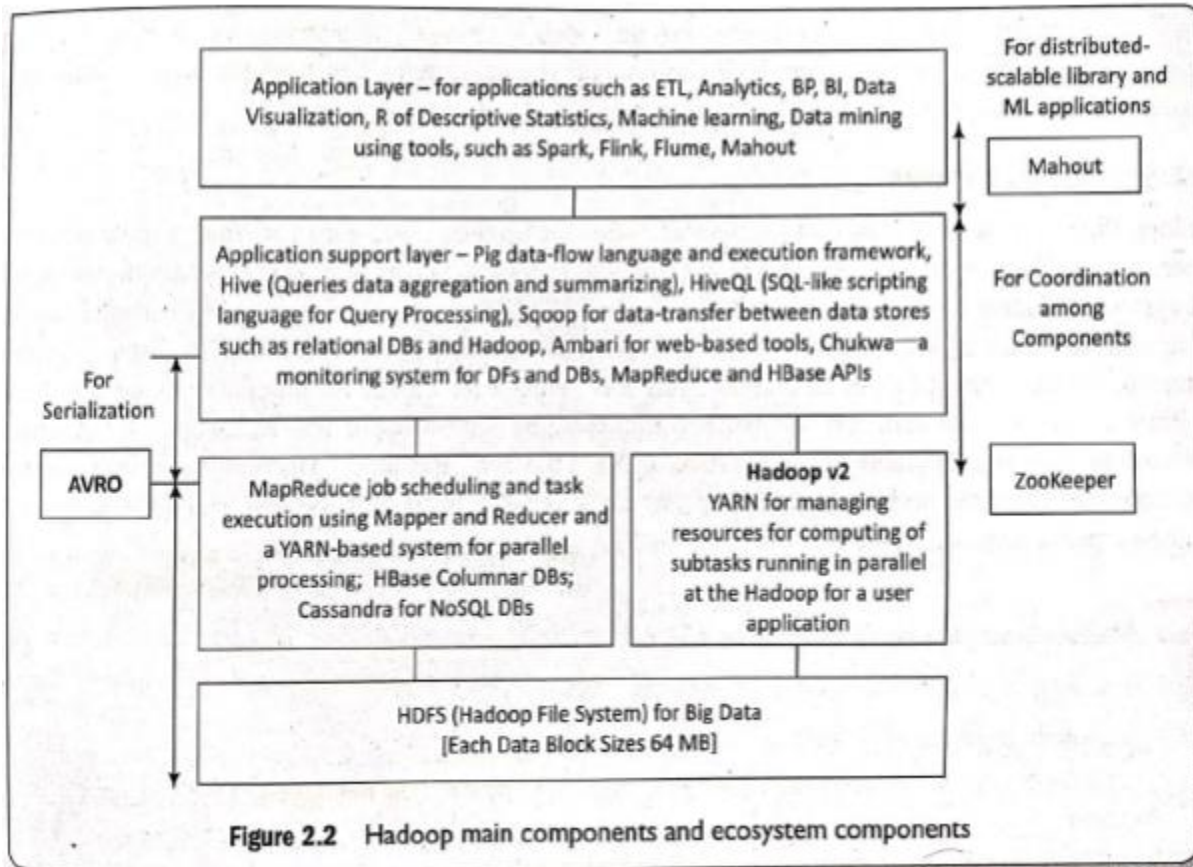 Application Layer – for applications such as ETL, Analytics, BP, BI, Data
Visualization, R of Descriptive Statistics, Machine learning, Data mining
using tools, such as Spark, Flink, Flume, Mahout
For distributed-
scalable library and
ML applications
Mahout
Application support layer – Pig data-flow language and execution framework,
Hive (Queries data aggregation and summarizing), HiveQL (SQL-like scripting
language for Query Processing), Sqoop for data-transfer between data stores
such as relational DBs and Hadoop, Ambari for web-based tools, Chukwa—a
monitoring system for DFs and DBs, MapReduce and HBase APIs
For Coordination
among
Components
ZooKeeper
For
Serialization
AVRO
MapReduce job scheduling and task
execution using Mapper and Reducer and
a YARN-based system for parallel
processing; HBase Columnar DBs;
Cassandra for NoSQL DBs
Hadoop v2
YARN for managing
resources for computing of
subtasks running in parallel
at the Hadoop for a user
application
HDFS (Hadoop File System) for Big Data
[Each Data Block Sizes 64 MB]
Figure 2.2 Hadoop main components and ecosystem components